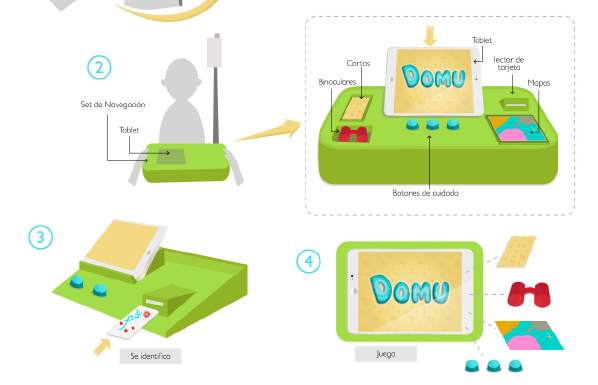 2
Set de Navegación
Tablet
Tablet
Cartas
lector de
tarjeta
Binoculares
Mapas
DOMU
Botones de cuidado
3
Se identifica
4
DOMU
Juega